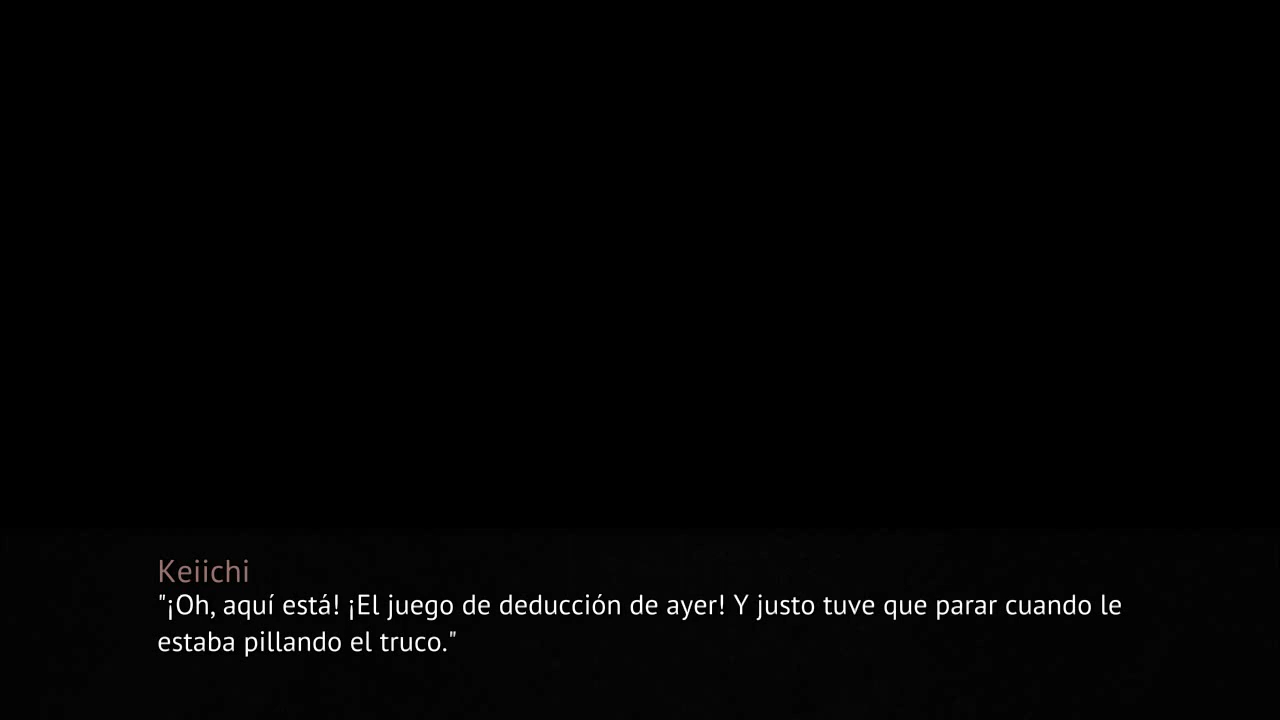 Keiichi
"¡Oh, aquí está! ¡El juego de deducción de ayer! Y justo tuve que parar cuando le
estaba pillando el truco."